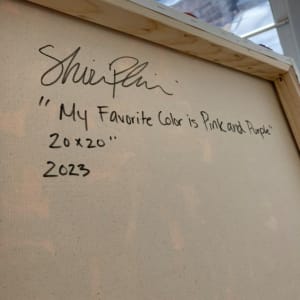 "My Favorite Color is Pink and Purple"
20x20"
2023